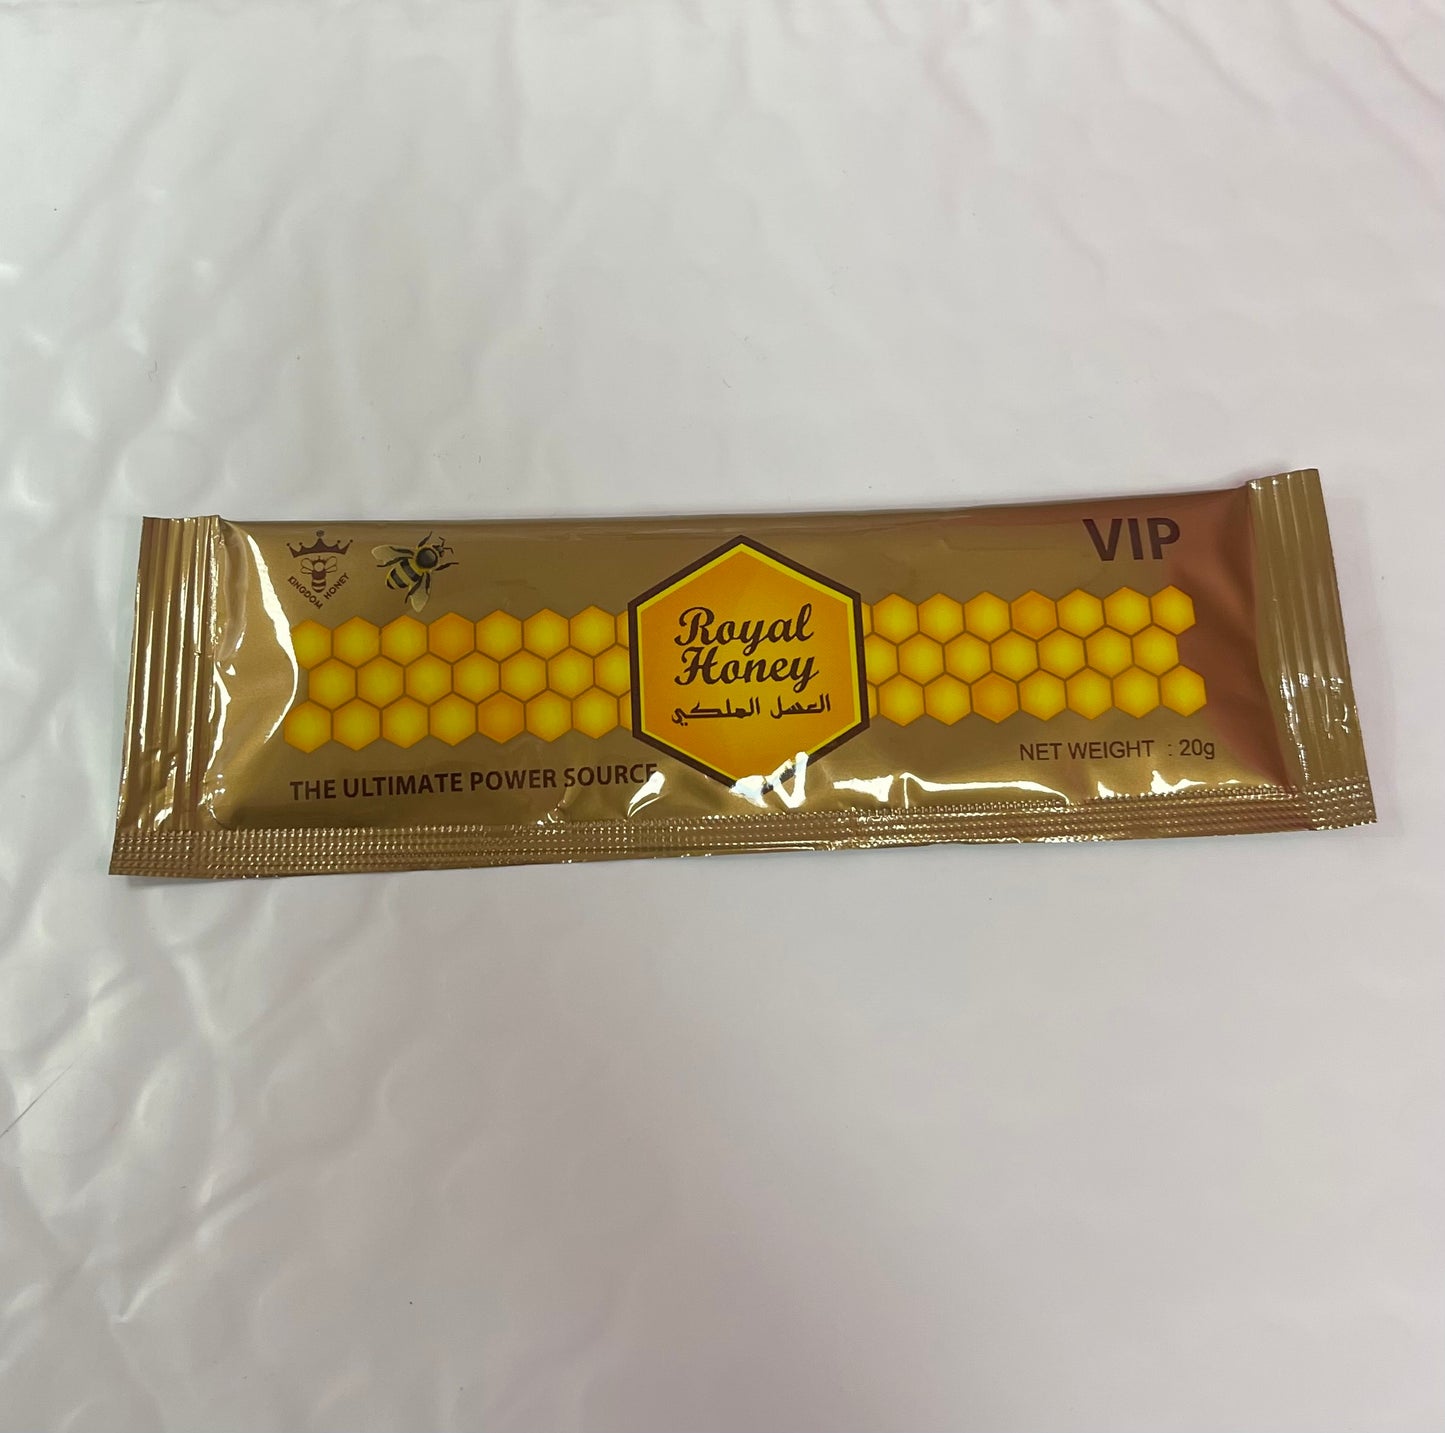 KINGDOM HONEY
VIP
Royal
Honey
العسل الملكي
THE ULTIMATE POWER SOURCE
NET WEIGHT : 20g